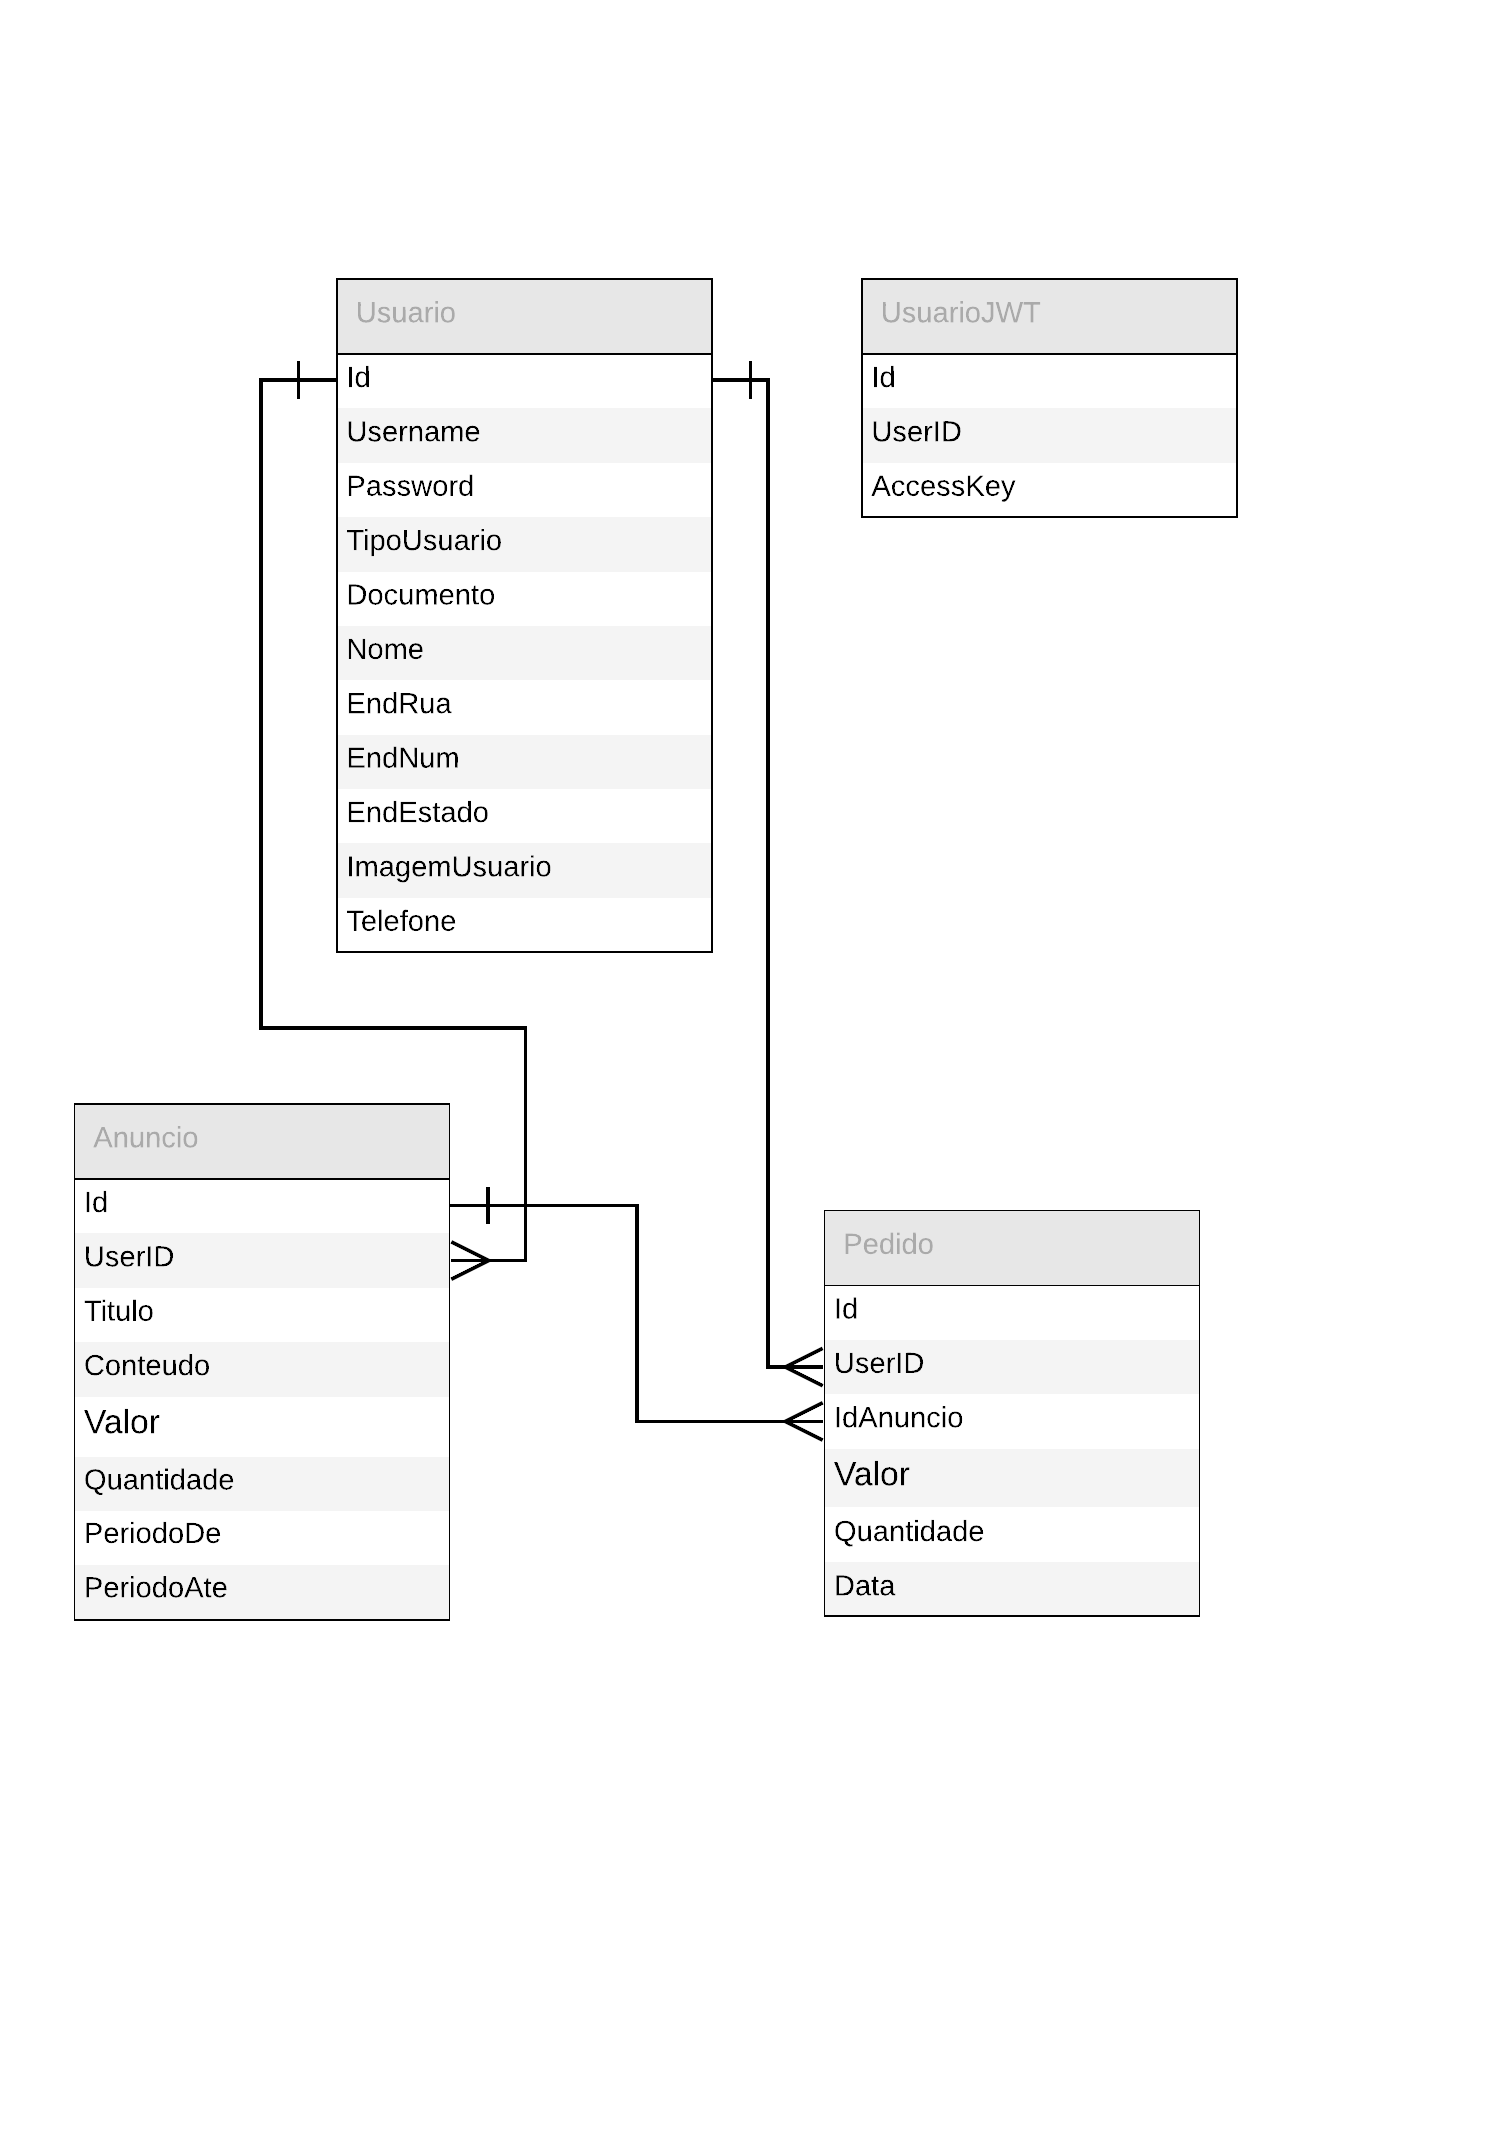 Usuario
Id
Username
Password
TipoUsuario
Documento
Nome
EndRua
EndNum
EndEstado
ImagemUsuario
Telefone
UsuarioJWT
Id
UserID
AccessKey
Anuncio
Id
UserID
Titulo
Conteudo
Valor
Quantidade
PeriodoDe
PeriodoAte
Pedido
Id
UserID
IdAnuncio
Valor
Quantidade
Data